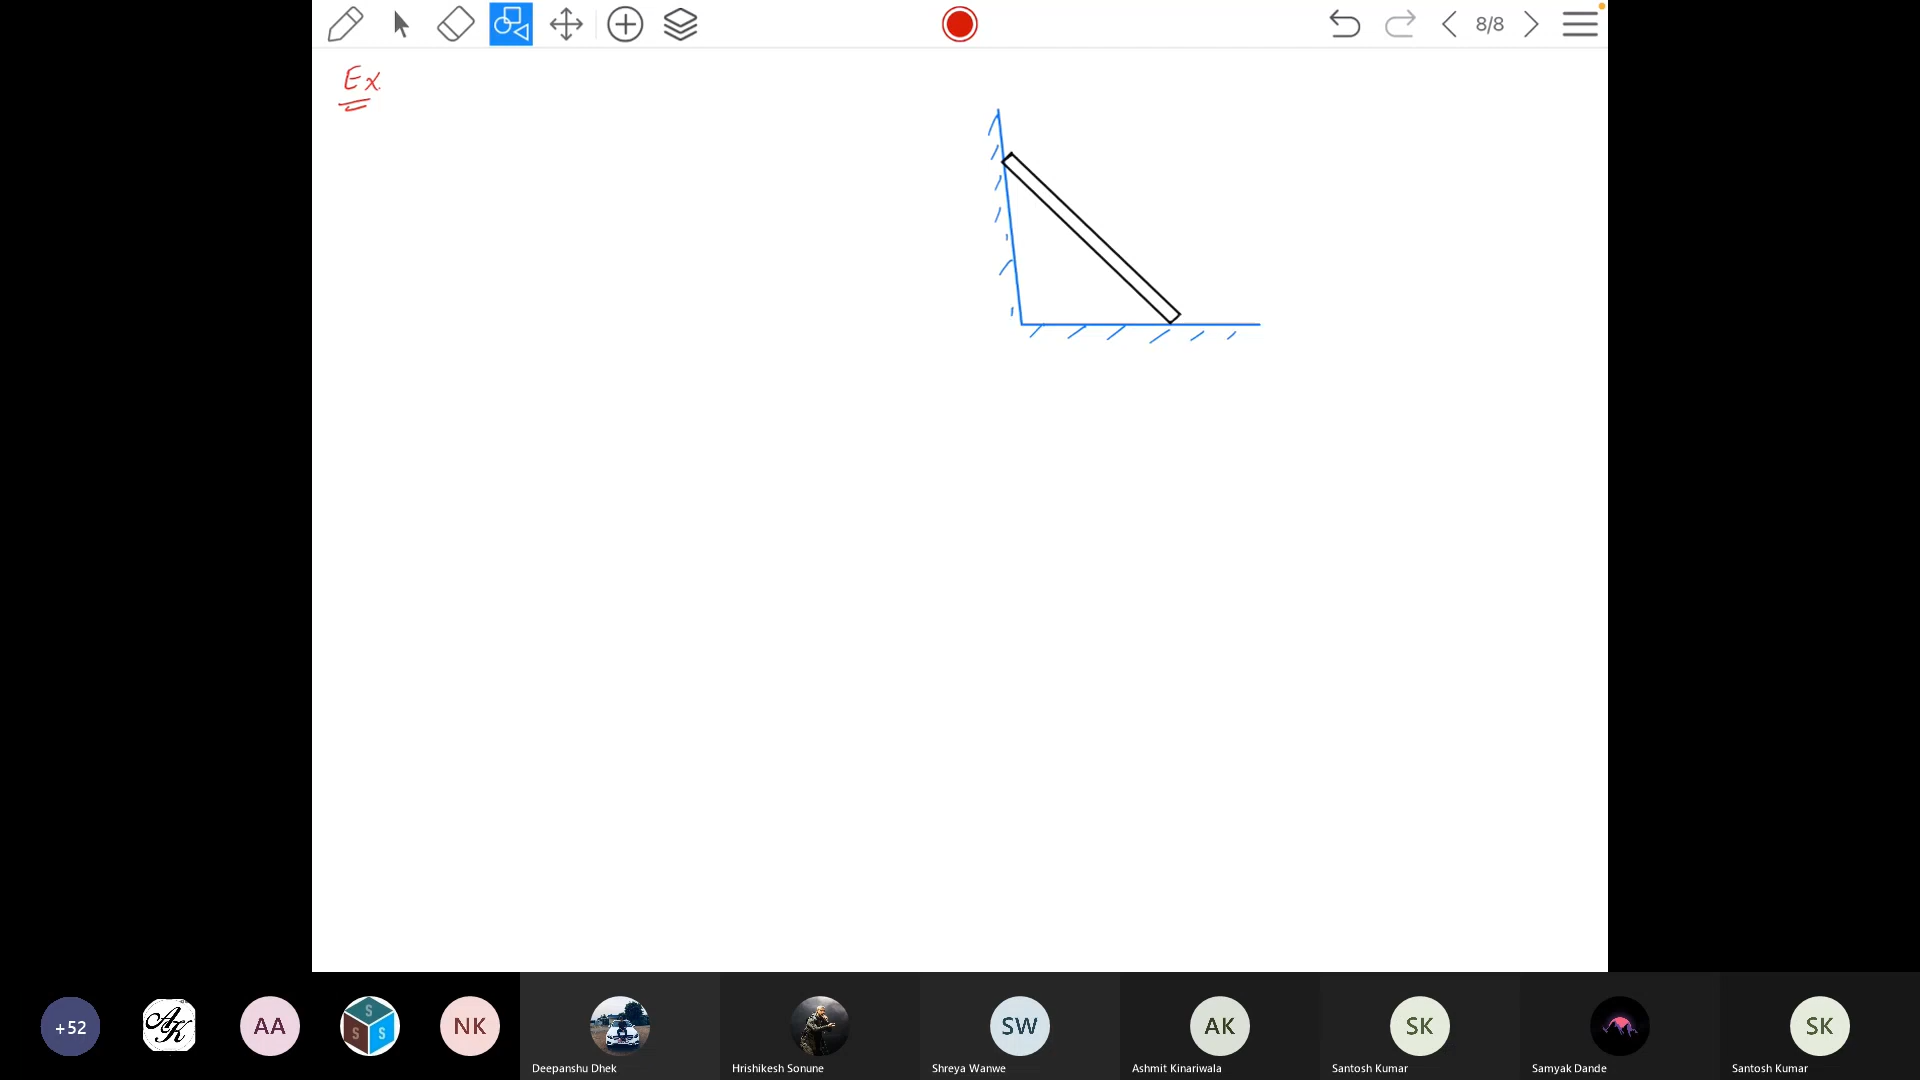 8/8
Ex.
+52
AK
AA
S
S S
NK
SW
AK
SK
SK
Deepanshu Dhek
Hrishikesh Sonune
Shreya Wanwe
Ashmit Kinariwala
Santosh Kumar
Samyak Dande
Santosh Kumar